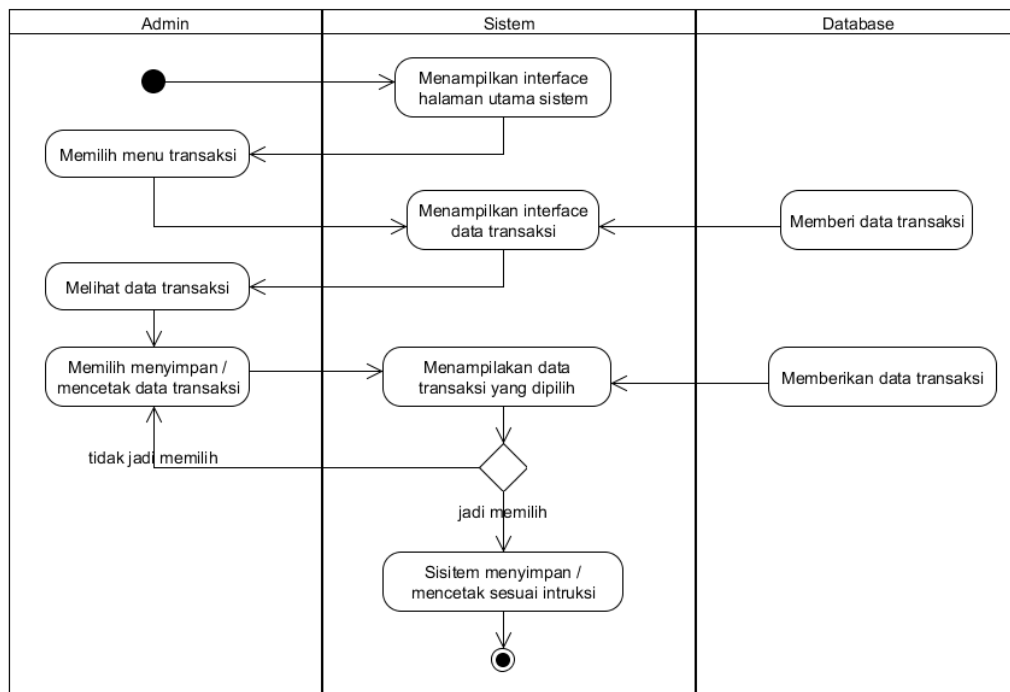 Admin
Sistem
Database
Menampilkan interface
halaman utama sistem
Memilih menu transaksi
Menampilkan interface
data transaksi
Memberi data transaksi
Melihat data transaksi
Memilih menyimpan /
mencetak data transaksi
Menampilakan data
transaksi yang dipilih
Memberikan data transaksi
tidak jadi memilih
jadi memilih
Sisitem menyimpan /
mencetak sesuai intruksi